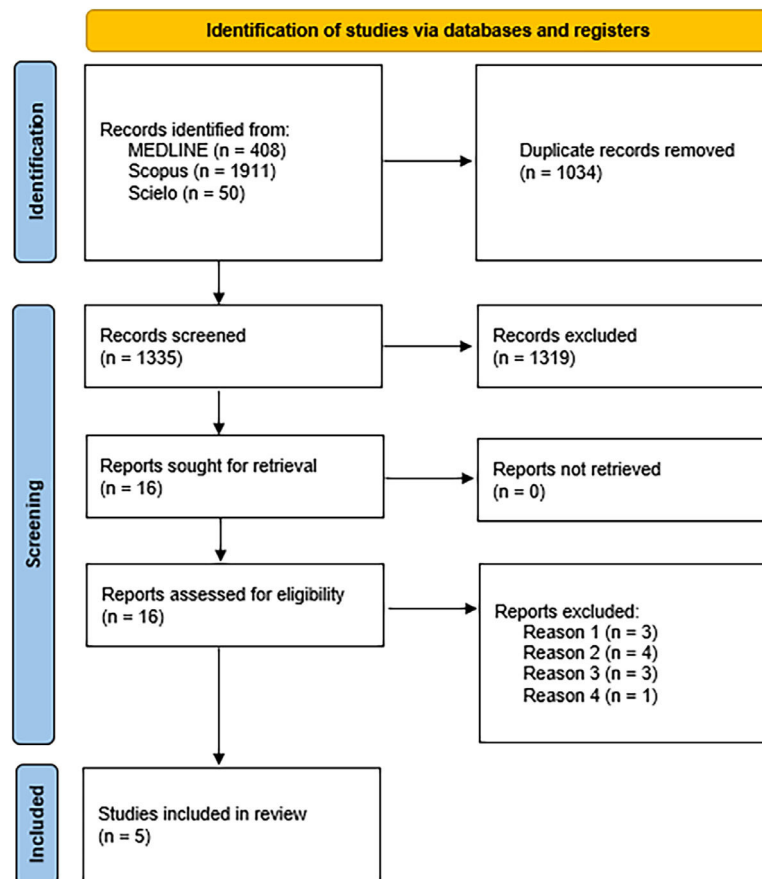 Identification of studies via databases and registers
Identification
Records identified from:
MEDLINE (n = 408)
Scopus (n = 1911)
Scielo (n = 50)
Duplicate records removed
(n = 1034)
Screening
Records screened
(n = 1335)
Records excluded
(n = 1319)
Reports sought for retrieval
(n = 16)
Reports not retrieved
(n = 0)
Reports assessed for eligibility
(n = 16)
Reports excluded:
Reason 1 (n = 3)
Reason 2 (n = 4)
Reason 3 (n = 3)
Reason 4 (n = 1)
Included
Studies included in review
(n = 5)